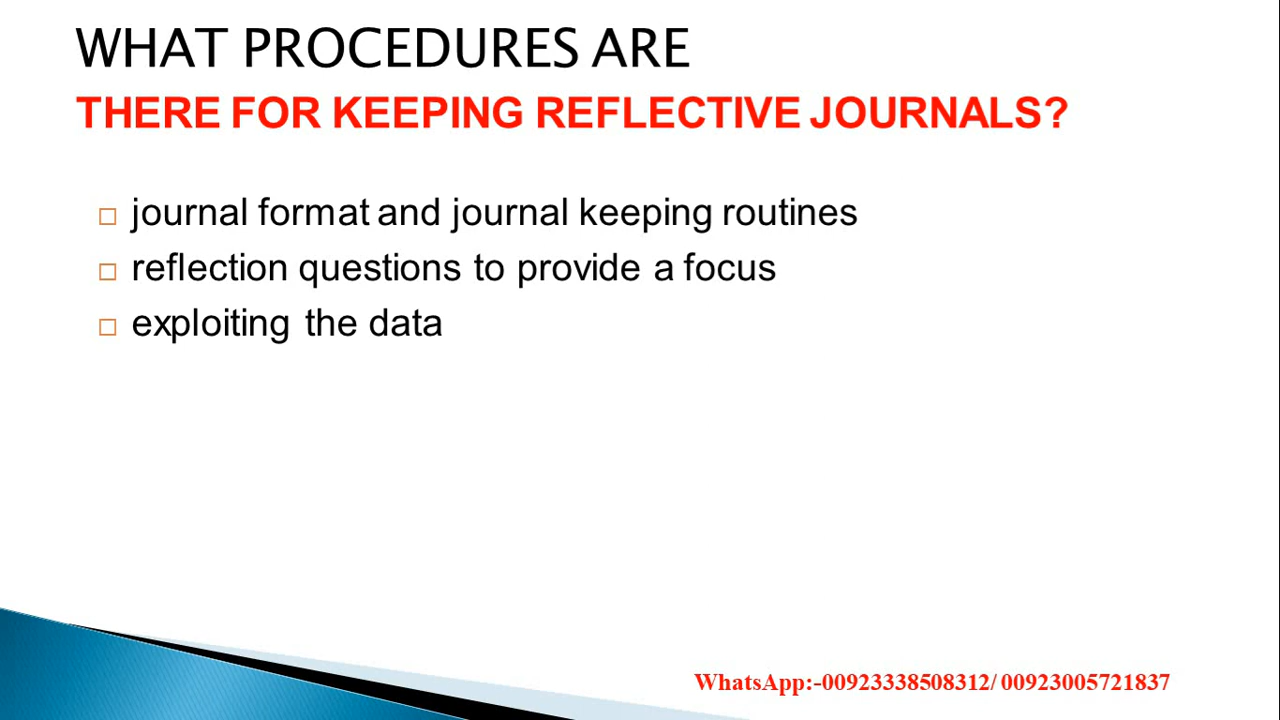 WHAT PROCEDURES ARE
THERE FOR KEEPING REFLECTIVE JOURNALS?
journal format and journal keeping routines
reflection questions to provide a focus
exploiting the data
WhatsApp:-00923338508312/ 00923005721837